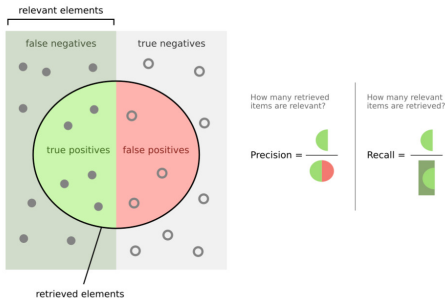 relevant elements
false negatives
true negatives
true positives
false positives
retrieved elements
How many retrieved
items are relevant?
Precision =
How many relevant
items are retrieved?
Recall =